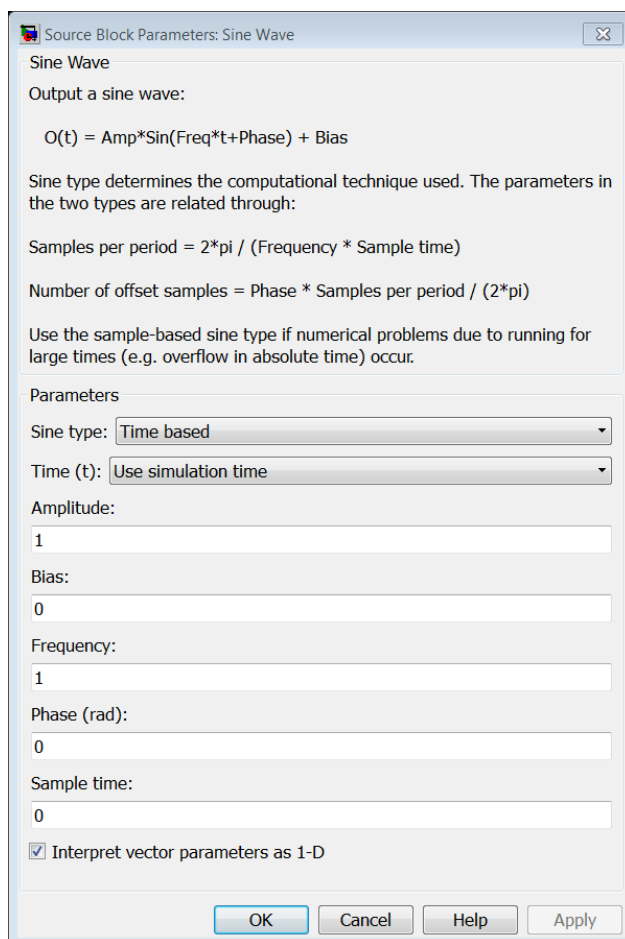 Source Block Parameters: Sine Wave
Sine Wave
Output a sine wave:
O(t) = Amp*Sin(Freq*t+Phase) + Bias
Sine type determines the computational technique used. The parameters in
the two types are related through:
Samples per period = 2*pi / (Frequency * Sample time)
Number of offset samples = Phase * Samples per period / (2*pi)
Use the sample-based sine type if numerical problems due to running for
large times (e.g. overflow in absolute time) occur.
Parameters
Sine type: Time based
Time (t): Use simulation time
Amplitude:
1
Bias:
0
Frequency:
1
Phase (rad):
0
Sample time:
0
Interpret vector parameters as 1-D
OK Cancel Help Apply